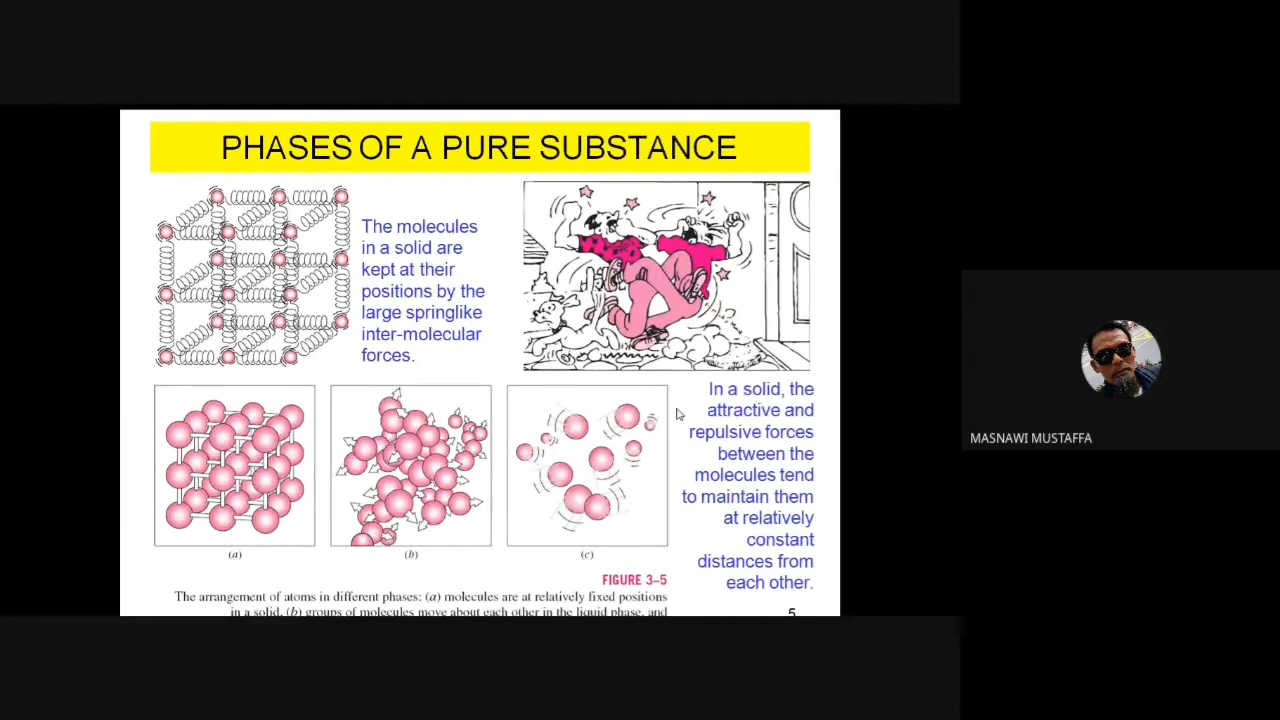 PHASES OF A PURE SUBSTANCE
The molecules
in a solid are
kept at their
positions by the
large springlike
inter-molecular
forces.
In a solid, the
attractive and
repulsive forces
between the
molecules tend
to maintain them
at relatively
constant
distances from
each other.
(a)
(b)
(c)
FIGURE 3–5
The arrangement of atoms in different phases: (a) molecules are at relatively fixed positions
in a solid, (b) groups of molecules move about each other in the liquid phase, and
5
MASNAWI MUSTAFFA